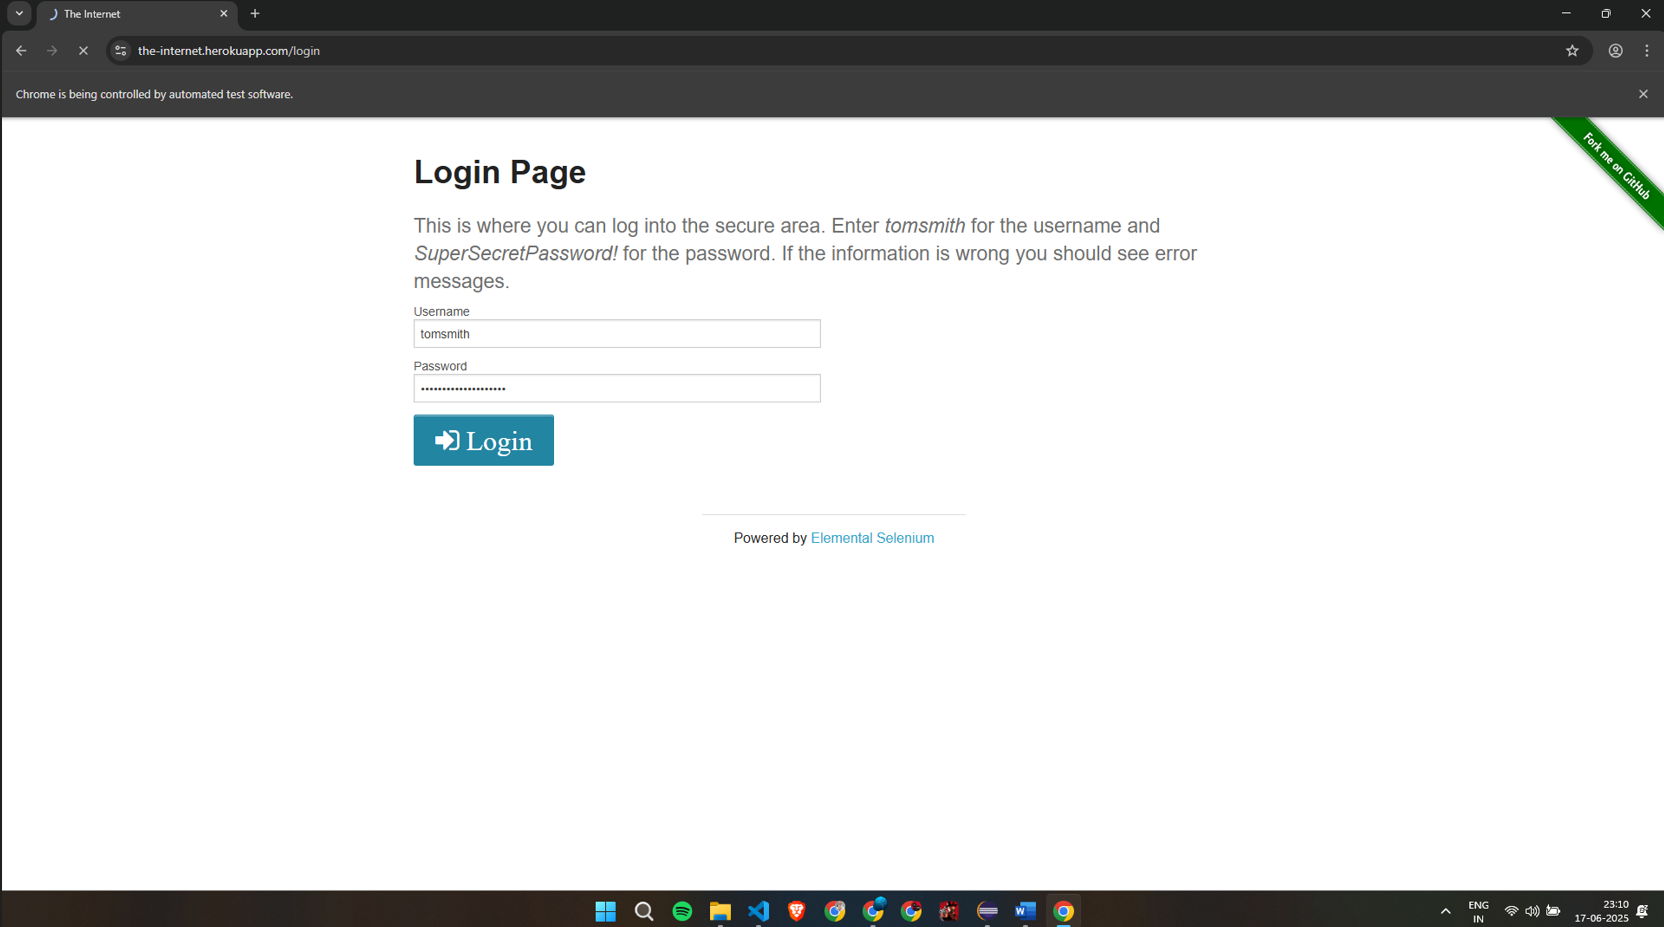 The Internet
the-internet.herokuapp.com/login
Chrome is being controlled by automated test software.
Fork me on GitHub
Login Page
This is where you can log into the secure area. Enter tomsmith for the username and
SuperSecretPassword! for the password. If the information is wrong you should see error
messages.
Username
tomsmith
Password
••••••••••••••••••••
Login
Powered by Elemental Selenium
ENG
IN
23:10
17-06-2025